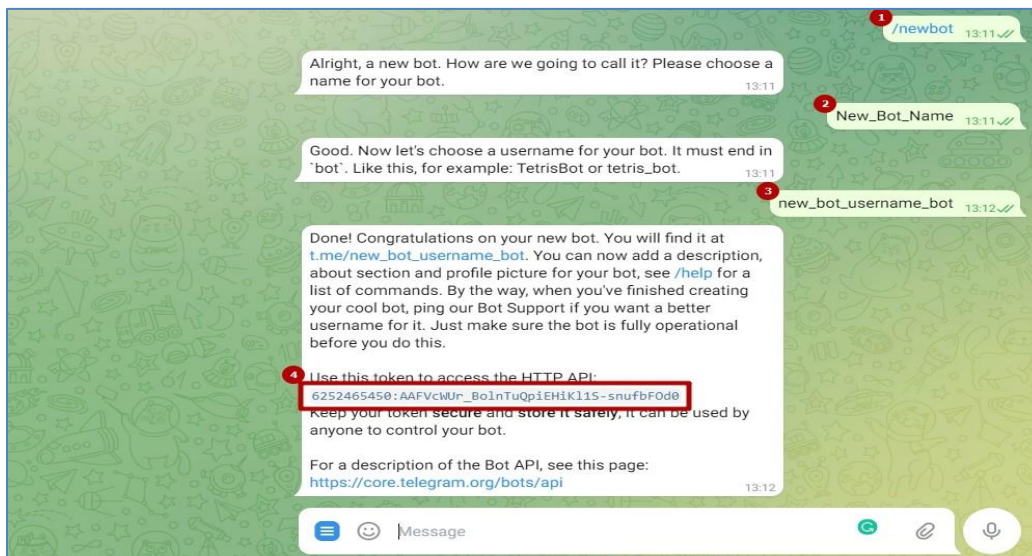 1
/newbot 13:11
Alright, a new bot. How are we going to call it? Please choose a
name for your bot.
13:11
2
New_Bot_Name 13:11
Good. Now let's choose a username for your bot. It must end in
`bot`. Like this, for example: TetrisBot or tetris_bot.
13:11
3
new_bot_username_bot 13:12
Done! Congratulations on your new bot. You will find it at
t.me/new_bot_username_bot. You can now add a description,
about section and profile picture for your bot, see /help for a
list of commands. By the way, when you've finished creating
your cool bot, ping our Bot Support if you want a better
username for it. Just make sure the bot is fully operational
before you do this.
4
Use this token to access the HTTP API:
6252465450:AAFVcWUr_BolnTuQpiEHiKl1S-snufbFOd0
Keep your token secure and store it safely, it can be used by
anyone to control your bot.
For a description of the Bot API, see this page:
https://core.telegram.org/bots/api
13:12
Message